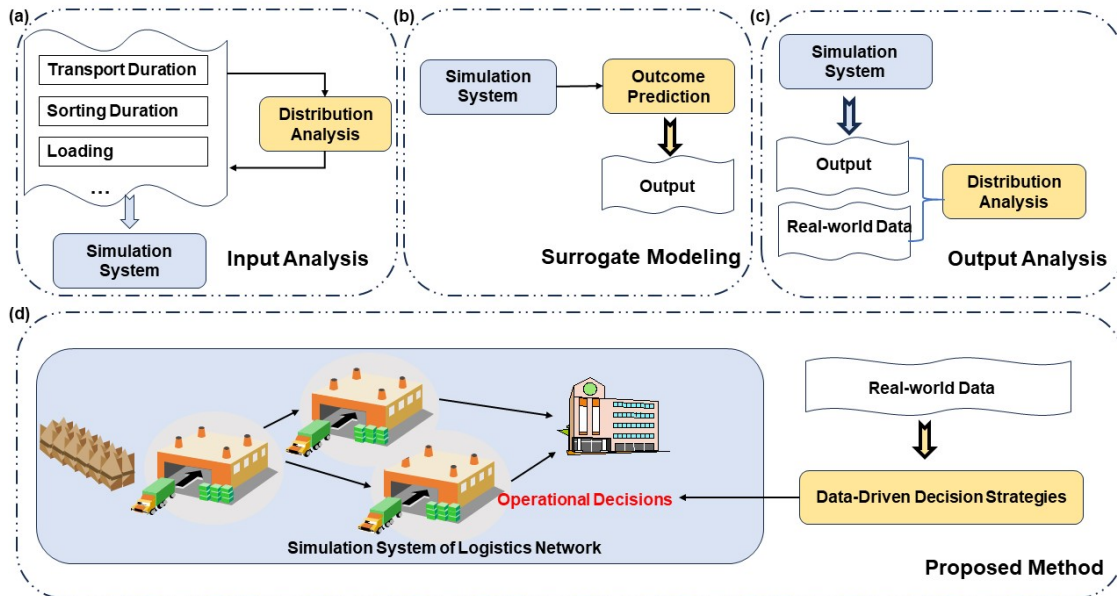 (a)
Transport Duration
Sorting Duration
Loading
...
Distribution
Analysis
Simulation
System
Input Analysis
(b)
Simulation
System
Outcome
Prediction
Output
Surrogate Modeling
(c)
Simulation
System
Output
Real-world Data
Distribution
Analysis
Output Analysis
(d)
Operational Decisions
Simulation System of Logistics Network
Real-world Data
Data-Driven Decision Strategies
Proposed Method